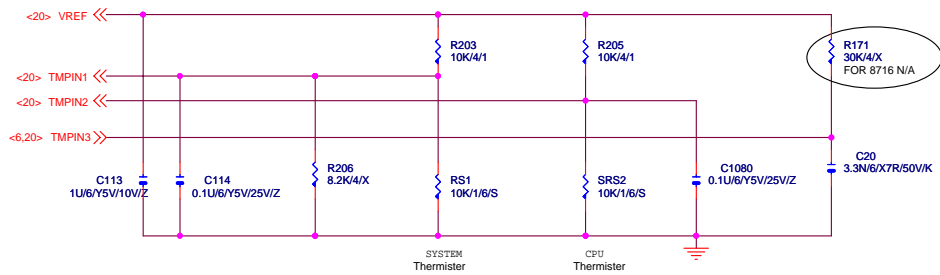 <20> VREF
R203
10K/4/1
R205
10K/4/1
R171
30K/4/X
FOR 8716 N/A
<20> TMPIN1
<20> TMPIN2
<6,20> TMPIN3
C113
1U/6/Y5V/10V/Z
C114
0.1U/6/Y5V/25V/Z
R206
8.2K/4/X
RS1
10K/1/6/S
SRS2
10K/1/6/S
C1080
0.1U/6/Y5V/25V/Z
C20
3.3N/6/X7R/50V/K
SYSTEM
Thermister
CPU
Thermister